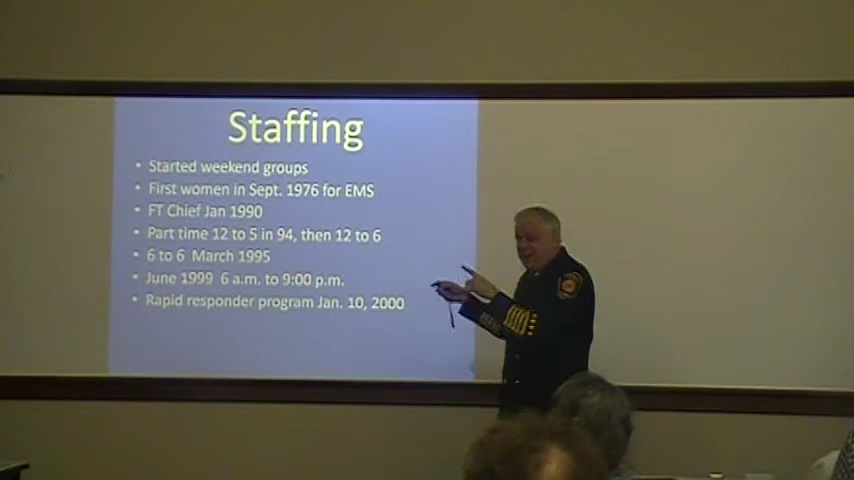 Staffing
• Started weekend groups
• First women in Sept. 1976 for EMS
• FT Chief Jan 1990
• Part time 12 to 5 in 94, then 12 to 6
• 6 to 6 March 1995
• June 1999 6 a.m. to 9:00 p.m.
• Rapid responder program Jan. 10, 2000